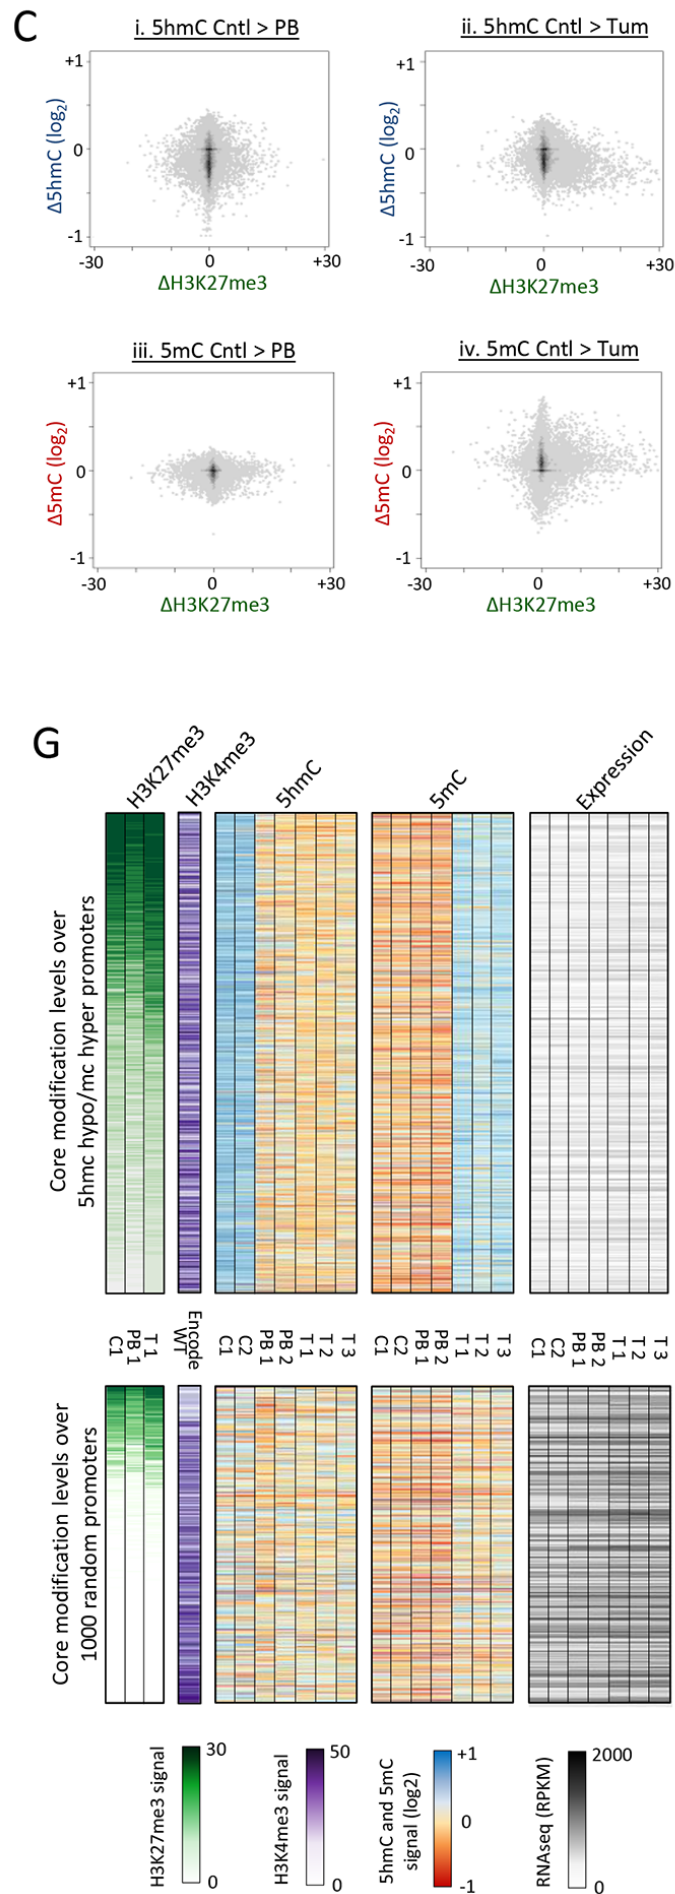 C
i. 5hmC Cntl > PB
ii. 5hmC Cntl > Tum
+1
0
-1
Δ5hmC (log2)
-30
0
+30
ΔH3K27me3
+1
0
-1
Δ5hmC (log2)
-30
0
+30
ΔH3K27me3
iii. 5mC Cntl > PB
iv. 5mC Cntl > Tum
+1
0
-1
Δ5mC (log2)
-30
0
+30
ΔH3K27me3
+1
0
-1
Δ5mC (log2)
-30
0
+30
ΔH3K27me3
G
H3K27me3
H3K4me3
5hmC
5mC
Expression
Core modification levels over
5hmc hypo/mc hyper promoters
C1
PB 1
T 1
Encode
WT
C1
C2
PB 1
PB 2
T 1
T 2
T 3
C1
C2
PB 1
PB 2
T 1
T 2
T 3
C1
C2
PB 1
PB 2
T 1
T 2
T 3
Core modification levels over
1000 random promoters
H3K27me3 signal
30
0
H3K4me3 signal
50
0
5hmC and 5mC
signal (log2)
+1
0
-1
RNAseq (RPKM)
2000
0